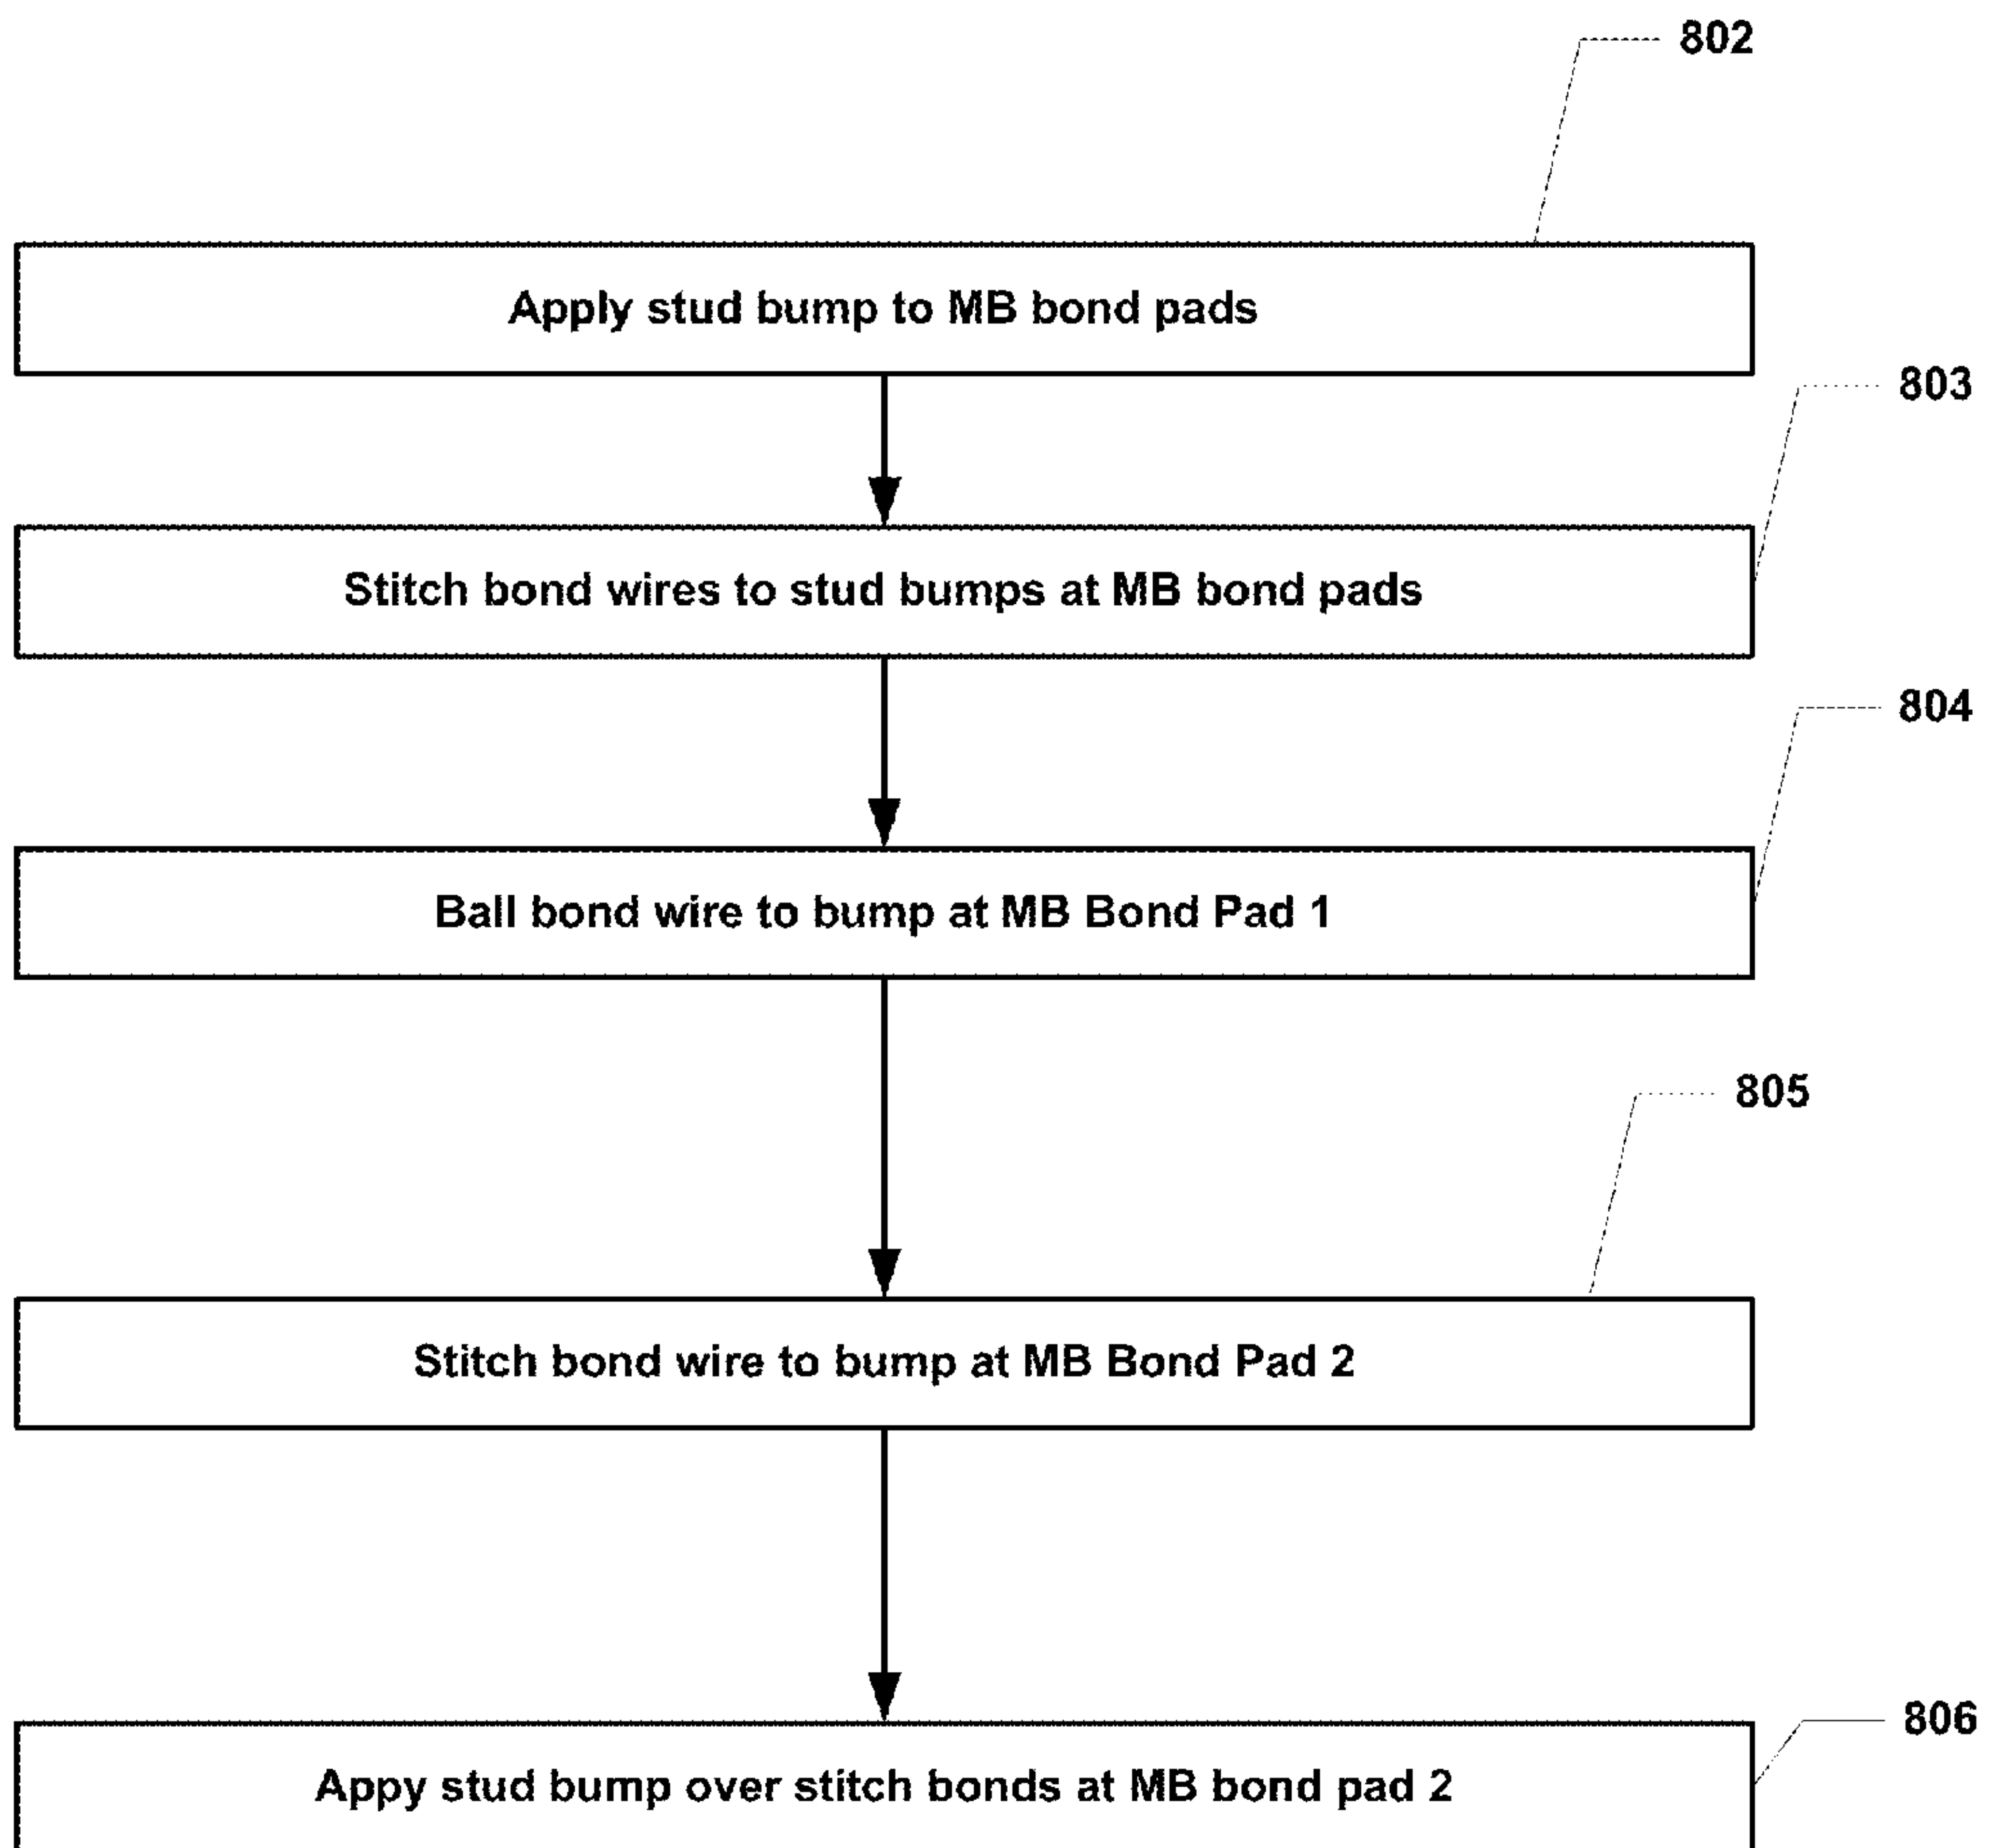 802
Apply stud bump to MB bond pads
803
Stitch bond wires to stud bumps at MB bond pads
804
Ball bond wire to bump at MB Bond Pad 1
805
Stitch bond wire to bump at MB Bond Pad 2
806
Appy stud bump over stitch bonds at MB bond pad 2